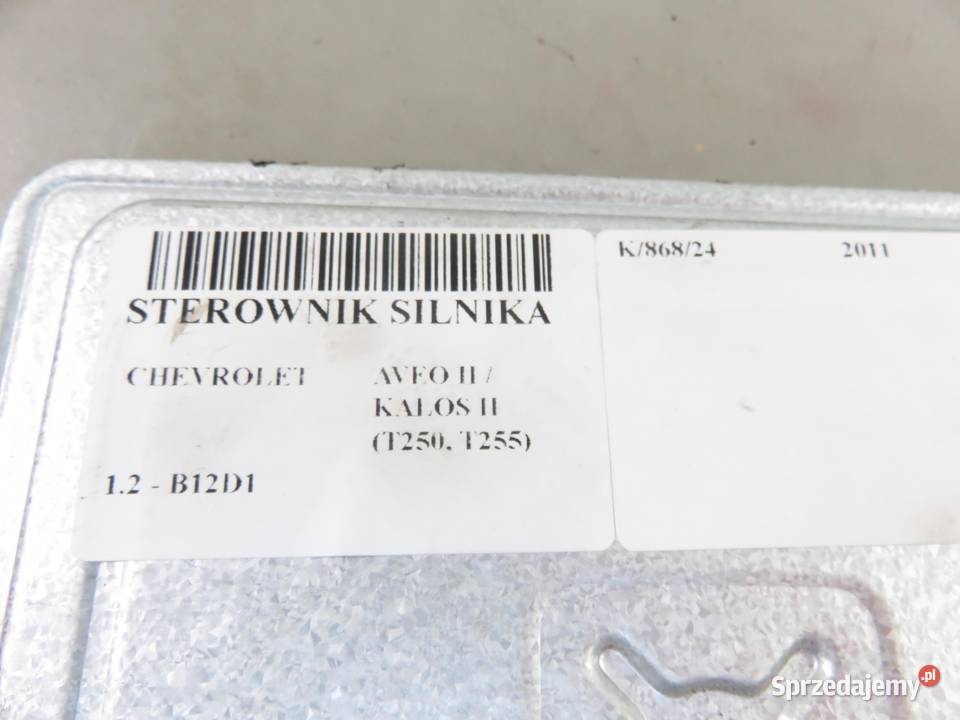 STEROWNIK SILNIKA
CHEVROLET
AVEO II /
KALOS II
(T250, T255)
1.2 - B12D1
K/868/24 2011
Sprzedajemy.pl